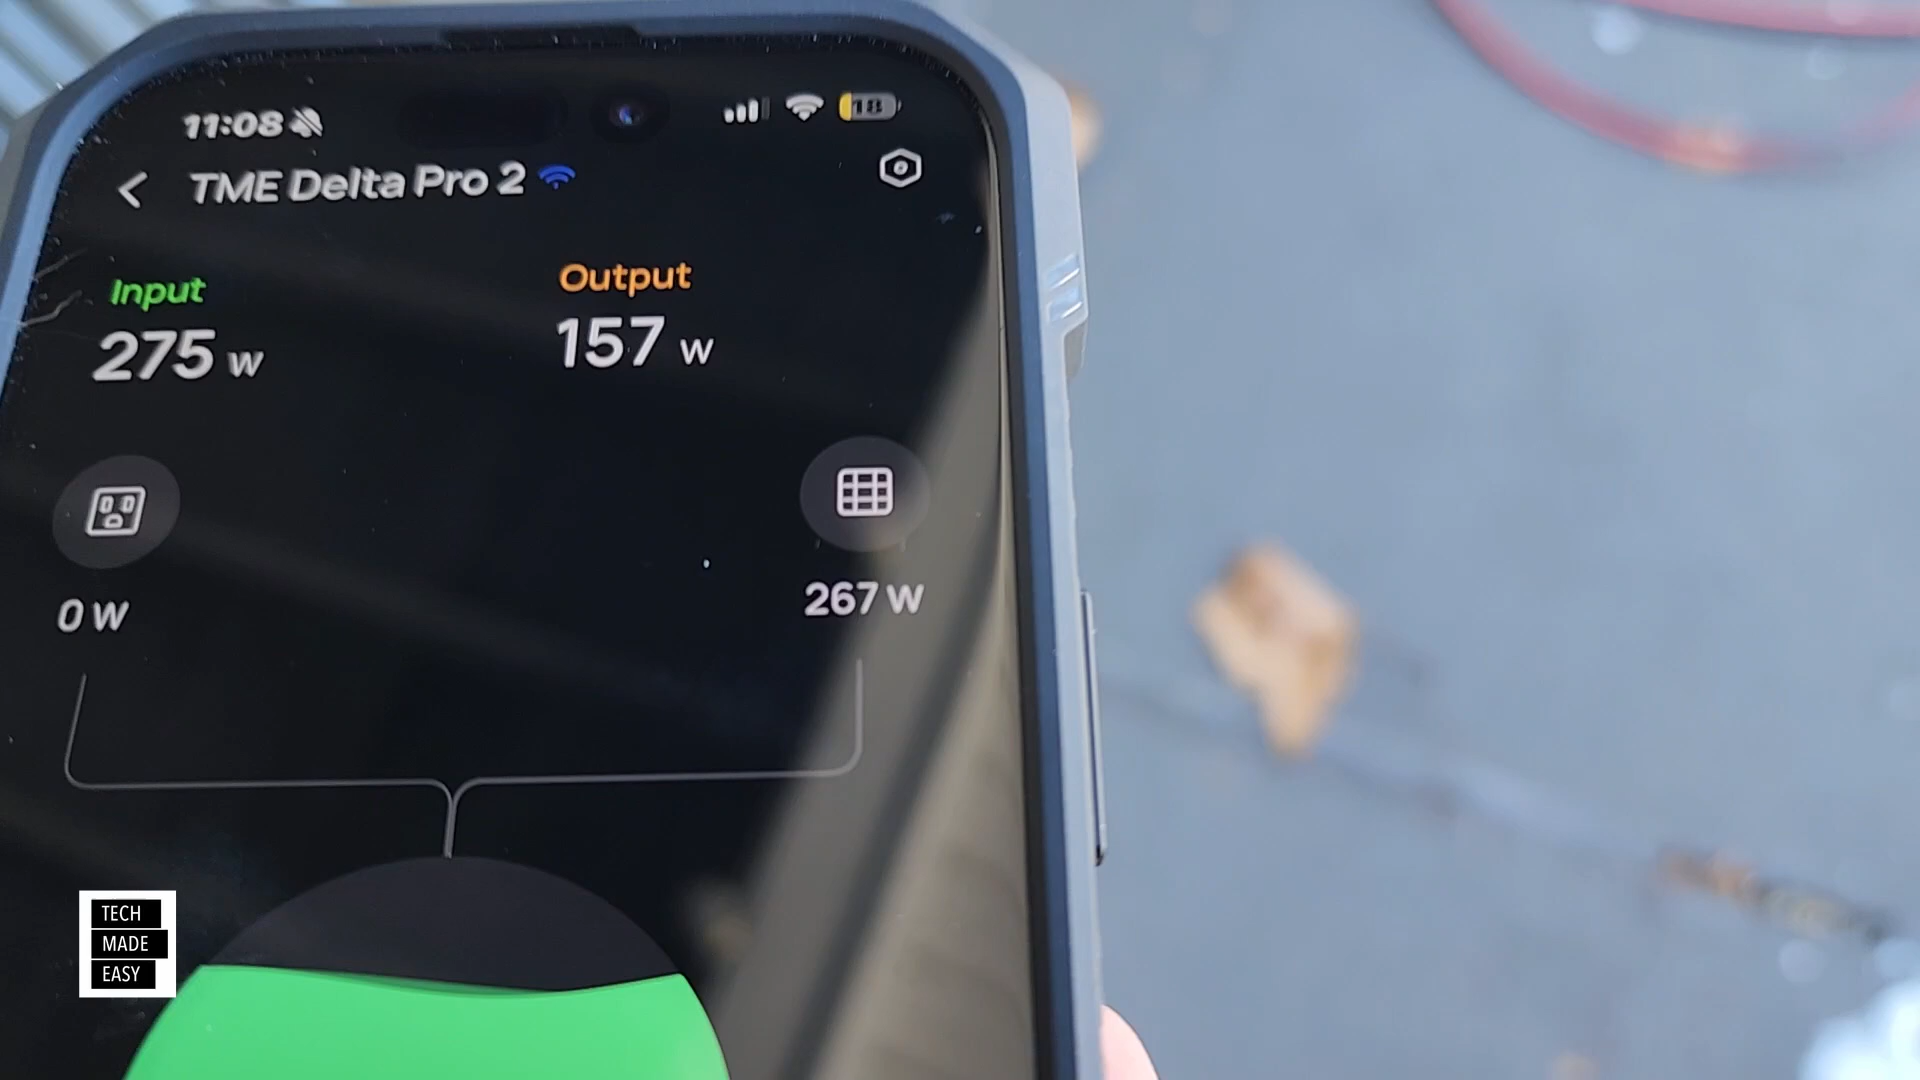 11:08
18
TME Delta Pro 2
Input
Output
275 W
157 W
0 W
267 W
TECH
MADE
EASY